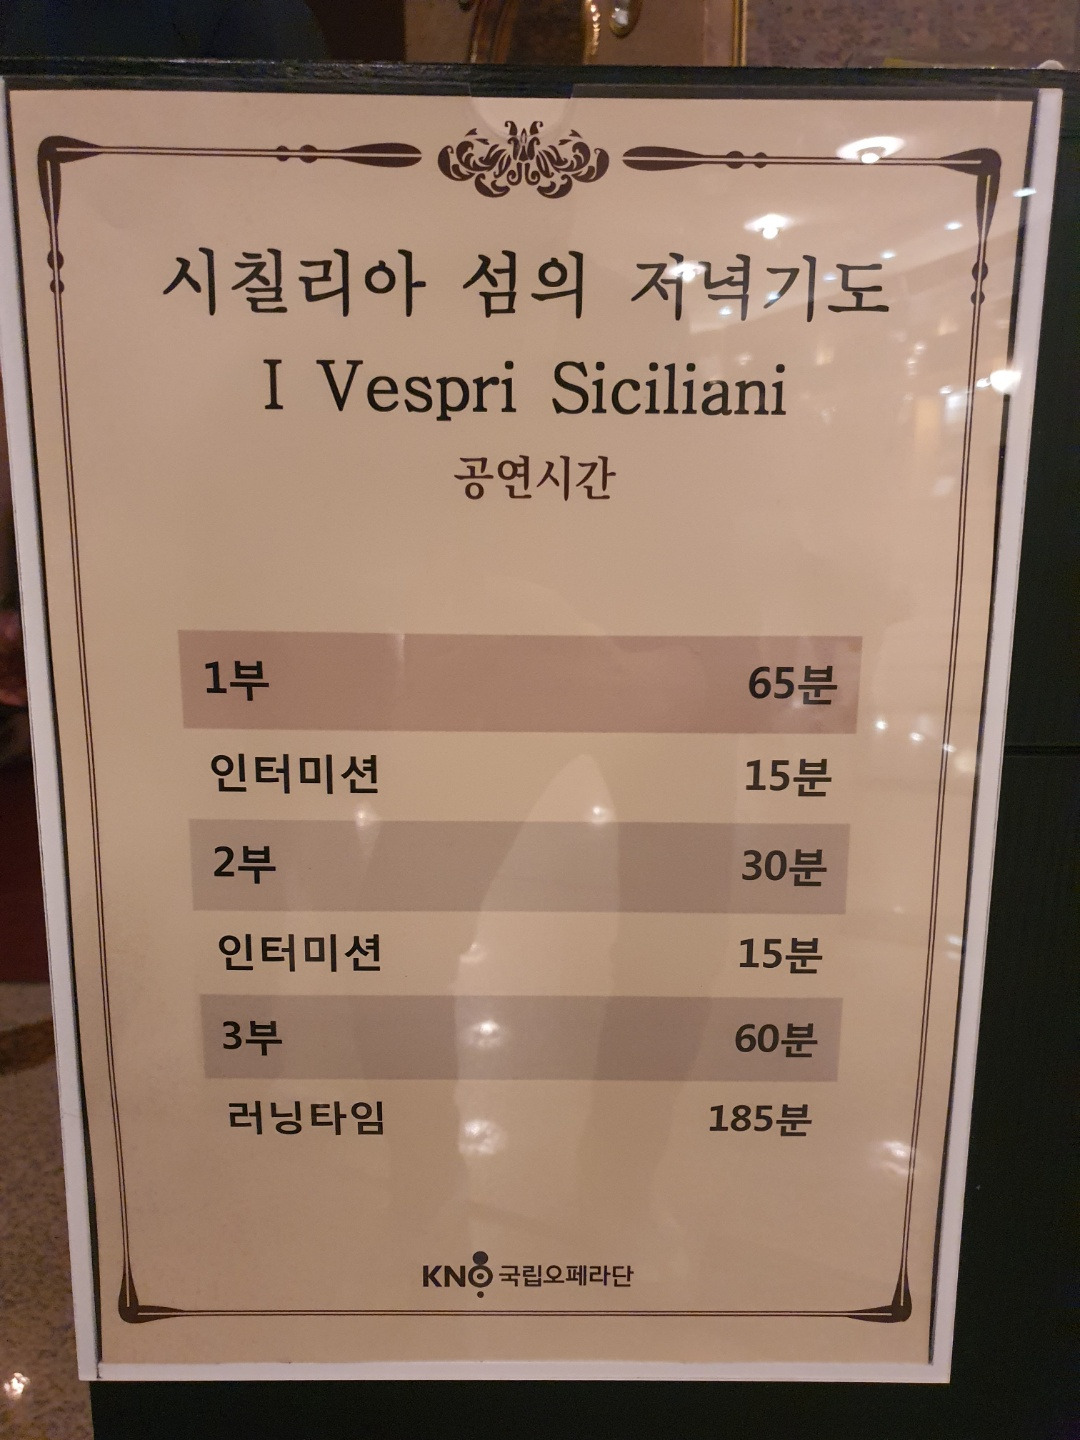 시칠리아 섬의 저녁기도
I Vespri Siciliani
공연시간
1부 65분
인터미션 15분
2부 30분
인터미션 15분
3부 60분
러닝타임 185분
KNO 국립오페라단